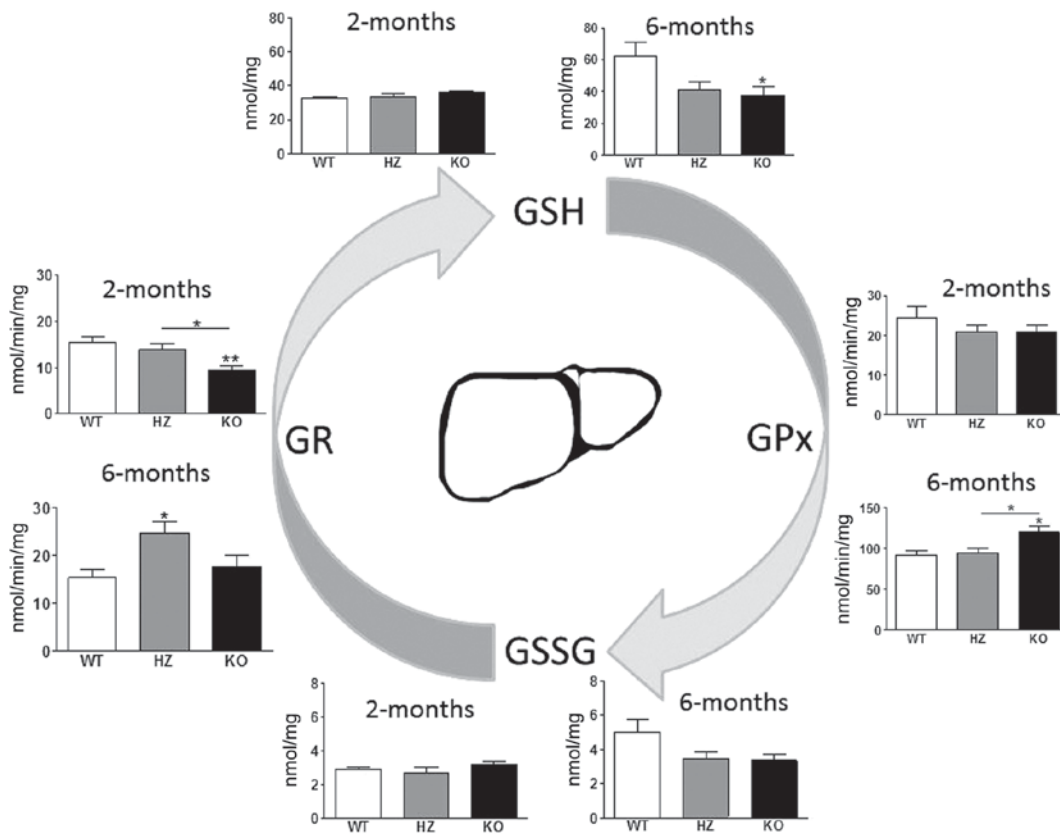 2-months
nmol/mg
80
60
40
20
0
WT HZ KO
6-months
nmol/mg
80
60
40
20
0
*
WT HZ KO
GSH
2-months
nmol/min/mg
30
20
10
0
*
**
WT HZ KO
GR
6-months
nmol/min/mg
30
20
10
0
*
WT HZ KO
2-months
nmol/min/mg
30
20
10
0
WT HZ KO
GPx
6-months
nmol/min/mg
150
100
50
0
*
*
WT HZ KO
GSSG
2-months
nmol/mg
8
6
4
2
0
WT HZ KO
6-months
nmol/mg
8
6
4
2
0
WT HZ KO